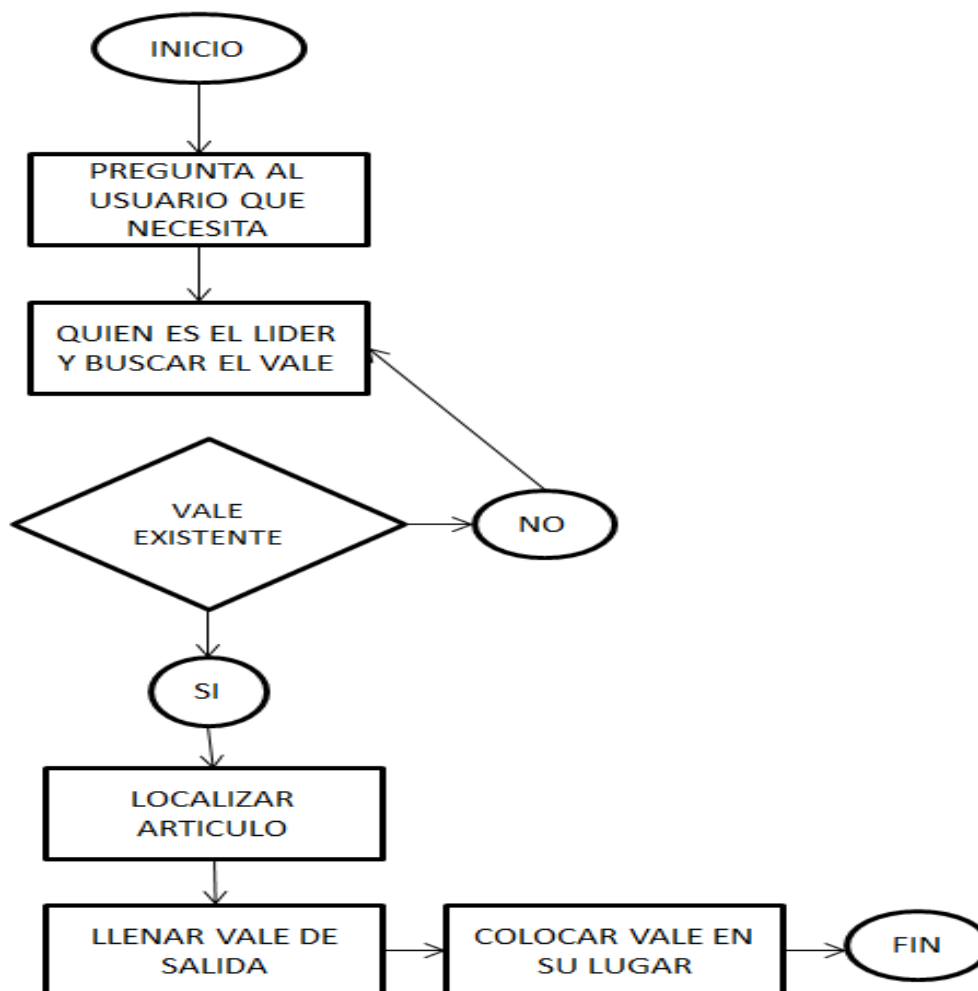 INICIO
PREGUNTA AL
USUARIO QUE
NECESITA
QUIEN ES EL LIDER
Y BUSCAR EL VALE
VALE
EXISTENTE
NO
SI
LOCALIZAR
ARTICULO
LLENAR VALE DE
SALIDA
COLOCAR VALE EN
SU LUGAR
FIN